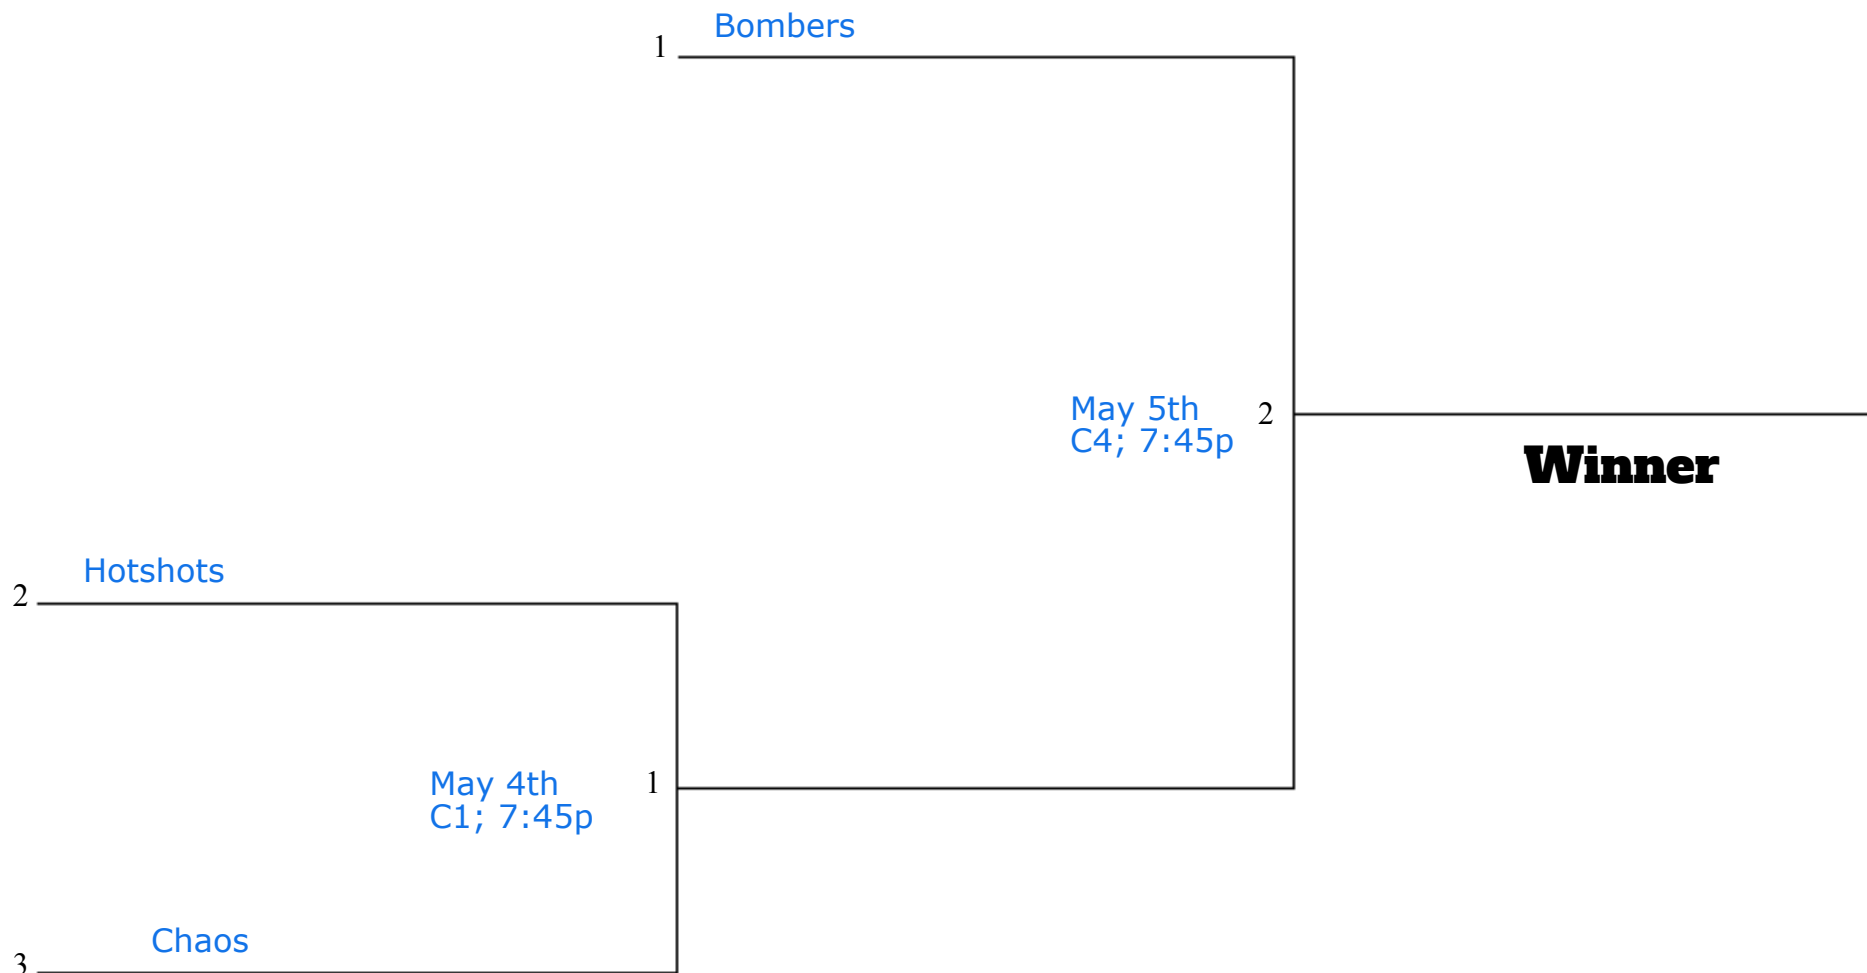 Bombers
1
May 5th
C4; 7:45p
2
Winner
Hotshots
2
May 4th
C1; 7:45p
1
Chaos
3